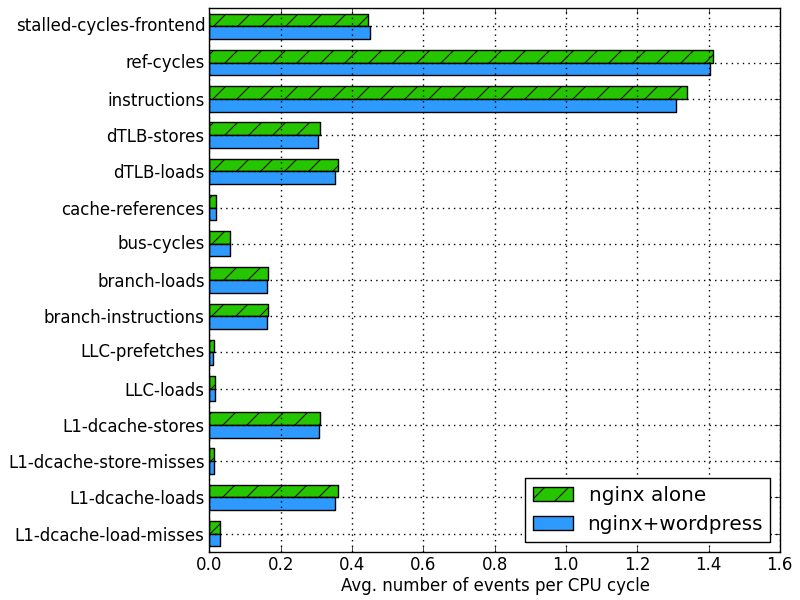 stalled-cycles-frontend
ref-cycles
instructions
dTLB-stores
dTLB-loads
cache-references
bus-cycles
branch-loads
branch-instructions
LLC-prefetches
LLC-loads
L1-dcache-stores
L1-dcache-store-misses
L1-dcache-loads
L1-dcache-load-misses
nginx alone
nginx+wordpress
0.0 0.2 0.4 0.6 0.8 1.0 1.2 1.4 1.6
Avg. number of events per CPU cycle